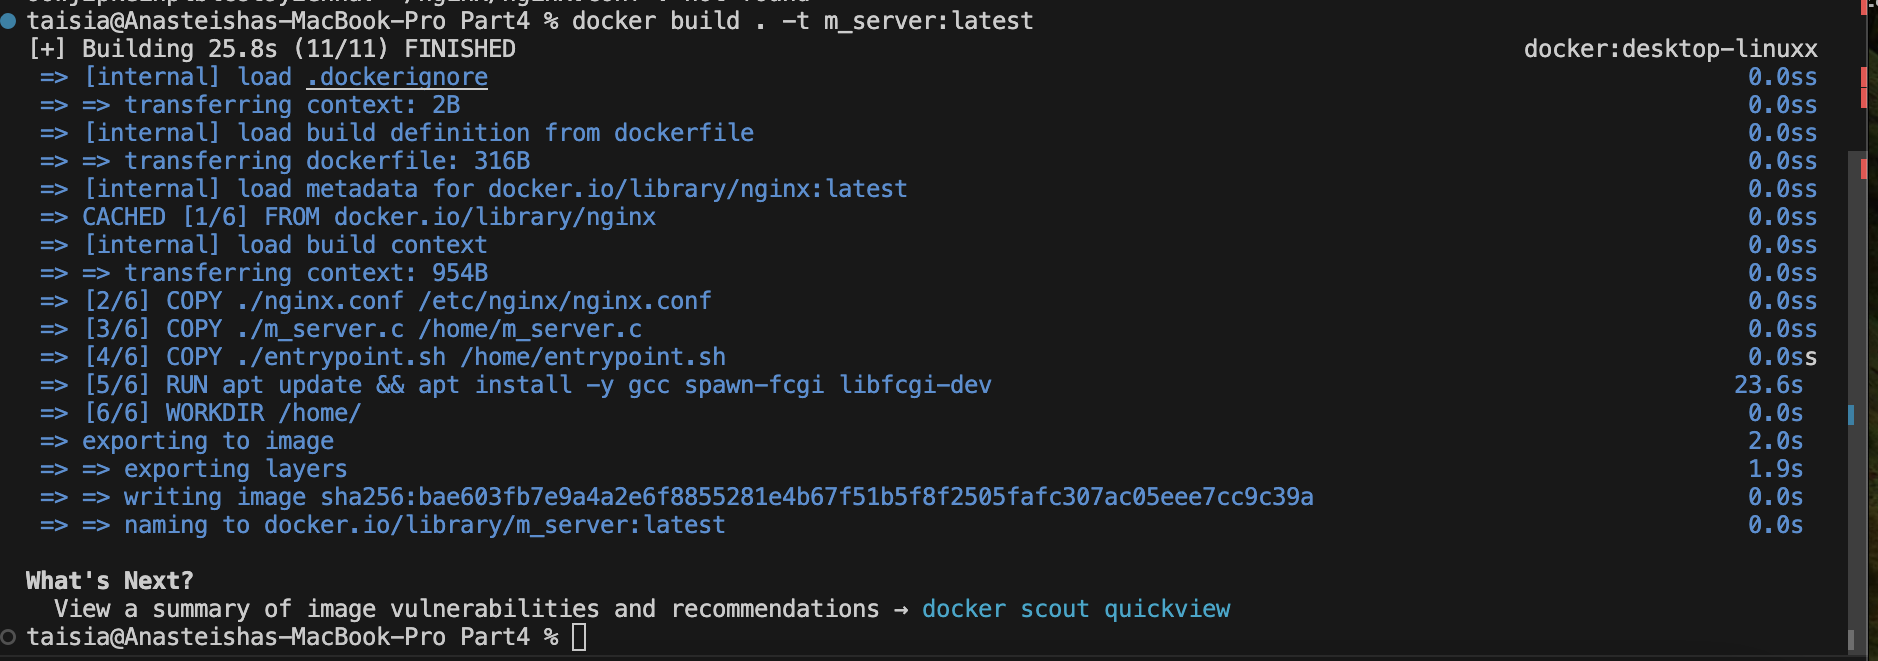 taisia@Anasteishas-MacBook-Pro Part4 % docker build . -t m_server:latest
[+] Building 25.8s (11/11) FINISHED docker:desktop-linuxx
=> [internal] load .dockerignore 0.0ss
=> => transferring context: 2B 0.0ss
=> [internal] load build definition from dockerfile 0.0ss
=> => transferring dockerfile: 316B 0.0ss
=> [internal] load metadata for docker.io/library/nginx:latest 0.0ss
=> CACHED [1/6] FROM docker.io/library/nginx 0.0ss
=> [internal] load build context 0.0ss
=> => transferring context: 954B 0.0ss
=> [2/6] COPY ./nginx.conf /etc/nginx/nginx.conf 0.0ss
=> [3/6] COPY ./m_server.c /home/m_server.c 0.0ss
=> [4/6] COPY ./entrypoint.sh /home/entrypoint.sh 0.0ss
=> [5/6] RUN apt update && apt install -y gcc spawn-fcgi libfcgi-dev 23.6s
=> [6/6] WORKDIR /home/ 0.0s
=> exporting to image 2.0s
=> => exporting layers 1.9s
=> => writing image sha256:bae603fb7e9a4a2e6f8855281e4b67f51b5f8f2505fafc307ac05eee7cc9c39a 0.0s
=> => naming to docker.io/library/m_server:latest 0.0s
What's Next?
View a summary of image vulnerabilities and recommendations → docker scout quickview
taisia@Anasteishas-MacBook-Pro Part4 %